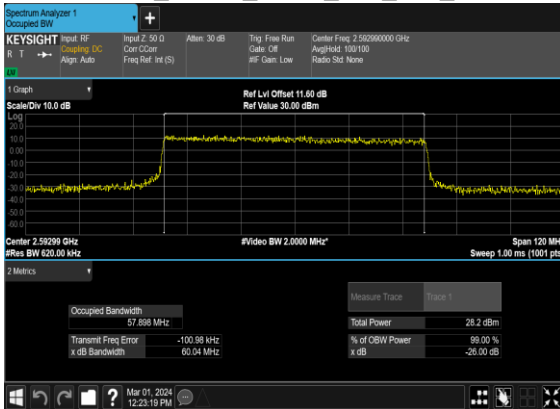 Spectrum Analyzer 1
Occupied BW
+
KEYSIGHT
R T
LW
Input: RF
Coupling: DC
Align: Auto
Input Z: 50 Ω
Corr CCorr
Freq Ref: Int (S)
Atten: 30 dB
Trig: Free Run
Gate: Off
#IF Gain: Low
Center Freq: 2.592990000 GHz
Avg|Hold: 100/100
Radio Std: None
1 Graph
Scale/Div 10.0 dB
Ref Lvl Offset 11.60 dB
Ref Value 30.00 dBm
Log
20.0
10.0
0.00
-10.0
-20.0
-30.0
-40.0
-50.0
-60.0
Center 2.59299 GHz
#Res BW 620.00 kHz
#Video BW 2.0000 MHz*
Span 120 MH
Sweep 1.00 ms (1001 pts
2 Metrics
Measure Trace
Trace 1
Occupied Bandwidth
57.898 MHz
Total Power
28.2 dBm
Transmit Freq Error
-100.98 kHz
% of OBW Power
99.00 %
x dB Bandwidth
60.04 MHz
x dB
-26.00 dB
?
Mar 01, 2024
12:23:19 PM